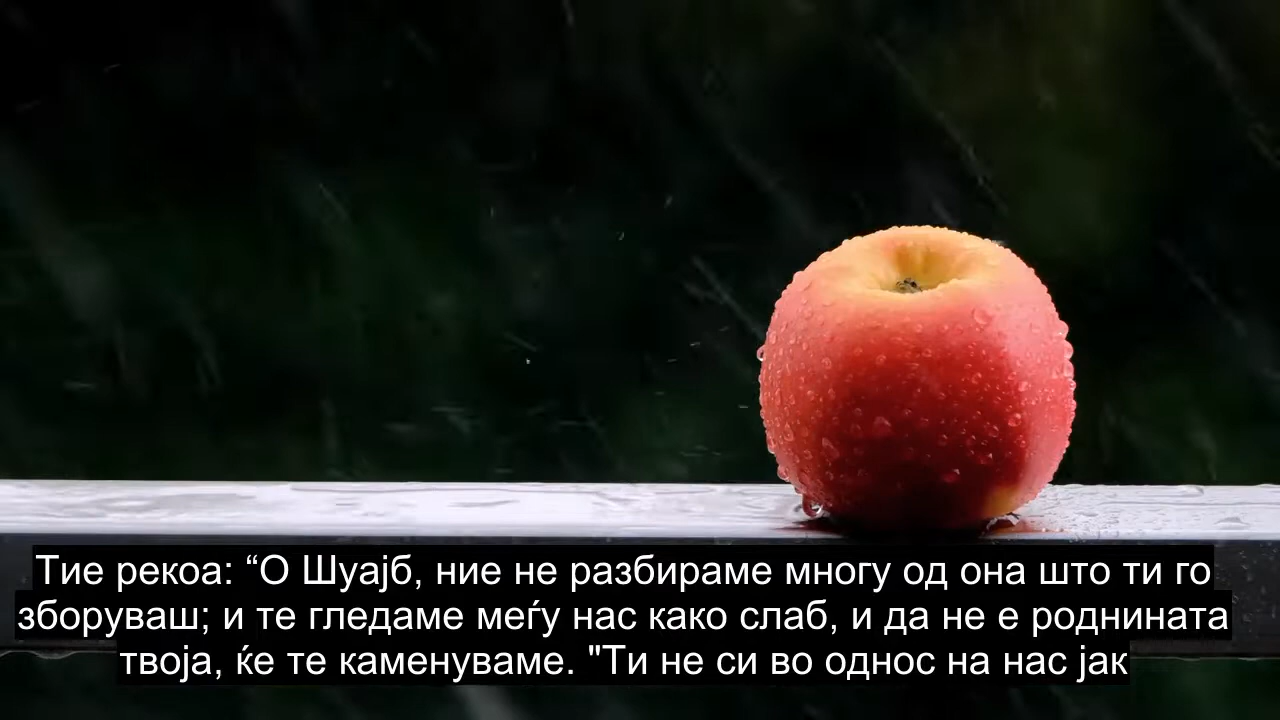 Тие рекоа: “О Шуајб, ние не разбираме многу од она што ти го
зборуваш; и те гледаме меѓу нас како слаб, и да не е роднината
твоја, ќе те каменуваме. "Ти не си во однос на нас јак